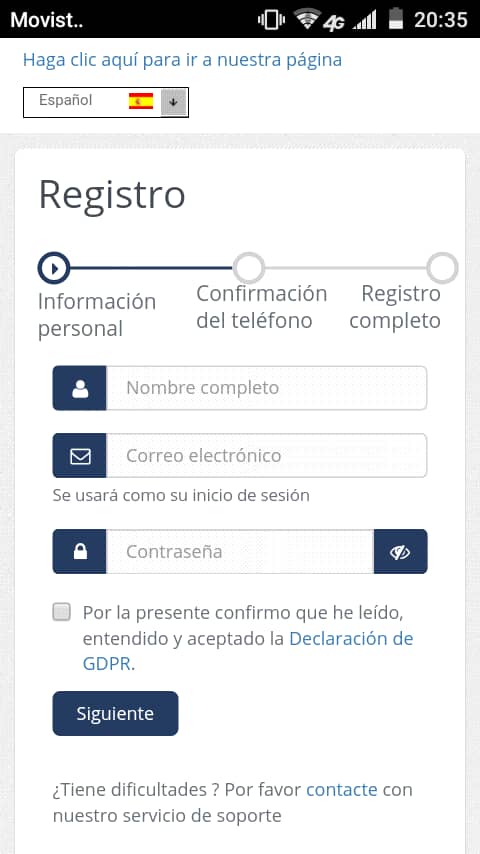 Movist..
4G
20:35
Haga clic aquí para ir a nuestra página
Español
Registro
Información
personal
Confirmación
del teléfono
Registro
completo
Nombre completo
Correo electrónico
Se usará como su inicio de sesión
Contraseña
Por la presente confirmo que he leído,
entendido y aceptado la Declaración de
GDPR.
Siguiente
¿Tiene dificultades ? Por favor contacte con
nuestro servicio de soporte